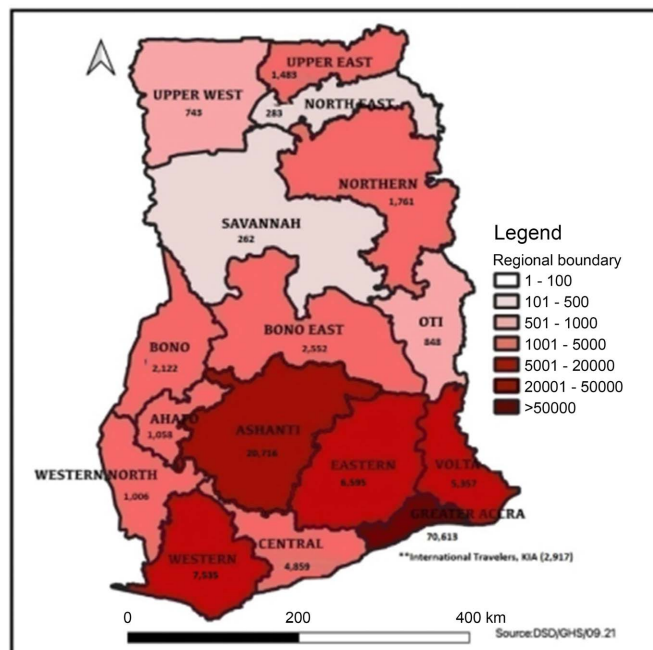 UPPER EAST
1,483
UPPER WEST
743
NORTH EAST
283
NORTHERN
1,761
SAVANNAH
262
Legend
Regional boundary
1 - 100
101 - 500
501 - 1000
1001 - 5000
5001 - 20000
20001 - 50000
>50000
OTI
848
BONO EAST
2,552
BONO
2,122
AHAFO
1,058
ASHANTI
20,716
EASTERN
6,595
VOLTA
5,357
WESTERN NORTH
1,006
GREATER ACCRA
70,613
CENTRAL
4,859
WESTERN
7,535
**International Travelers, KIA (2,917)
0 200 400 km
Source:DSD/GHS/09.21